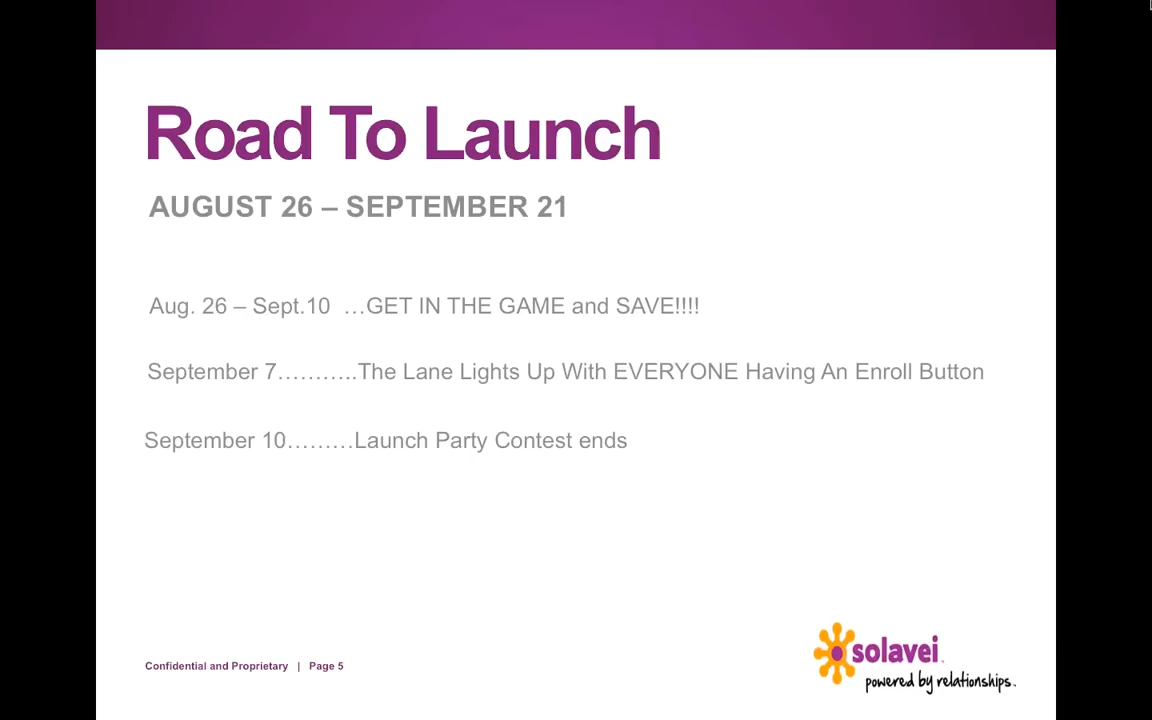 Road To Launch
AUGUST 26 – SEPTEMBER 21
Aug. 26 – Sept.10 …GET IN THE GAME and SAVE!!!!
September 7………..The Lane Lights Up With EVERYONE Having An Enroll Button
September 10………Launch Party Contest ends
Confidential and Proprietary | Page 5
solavei
powered by relationships.